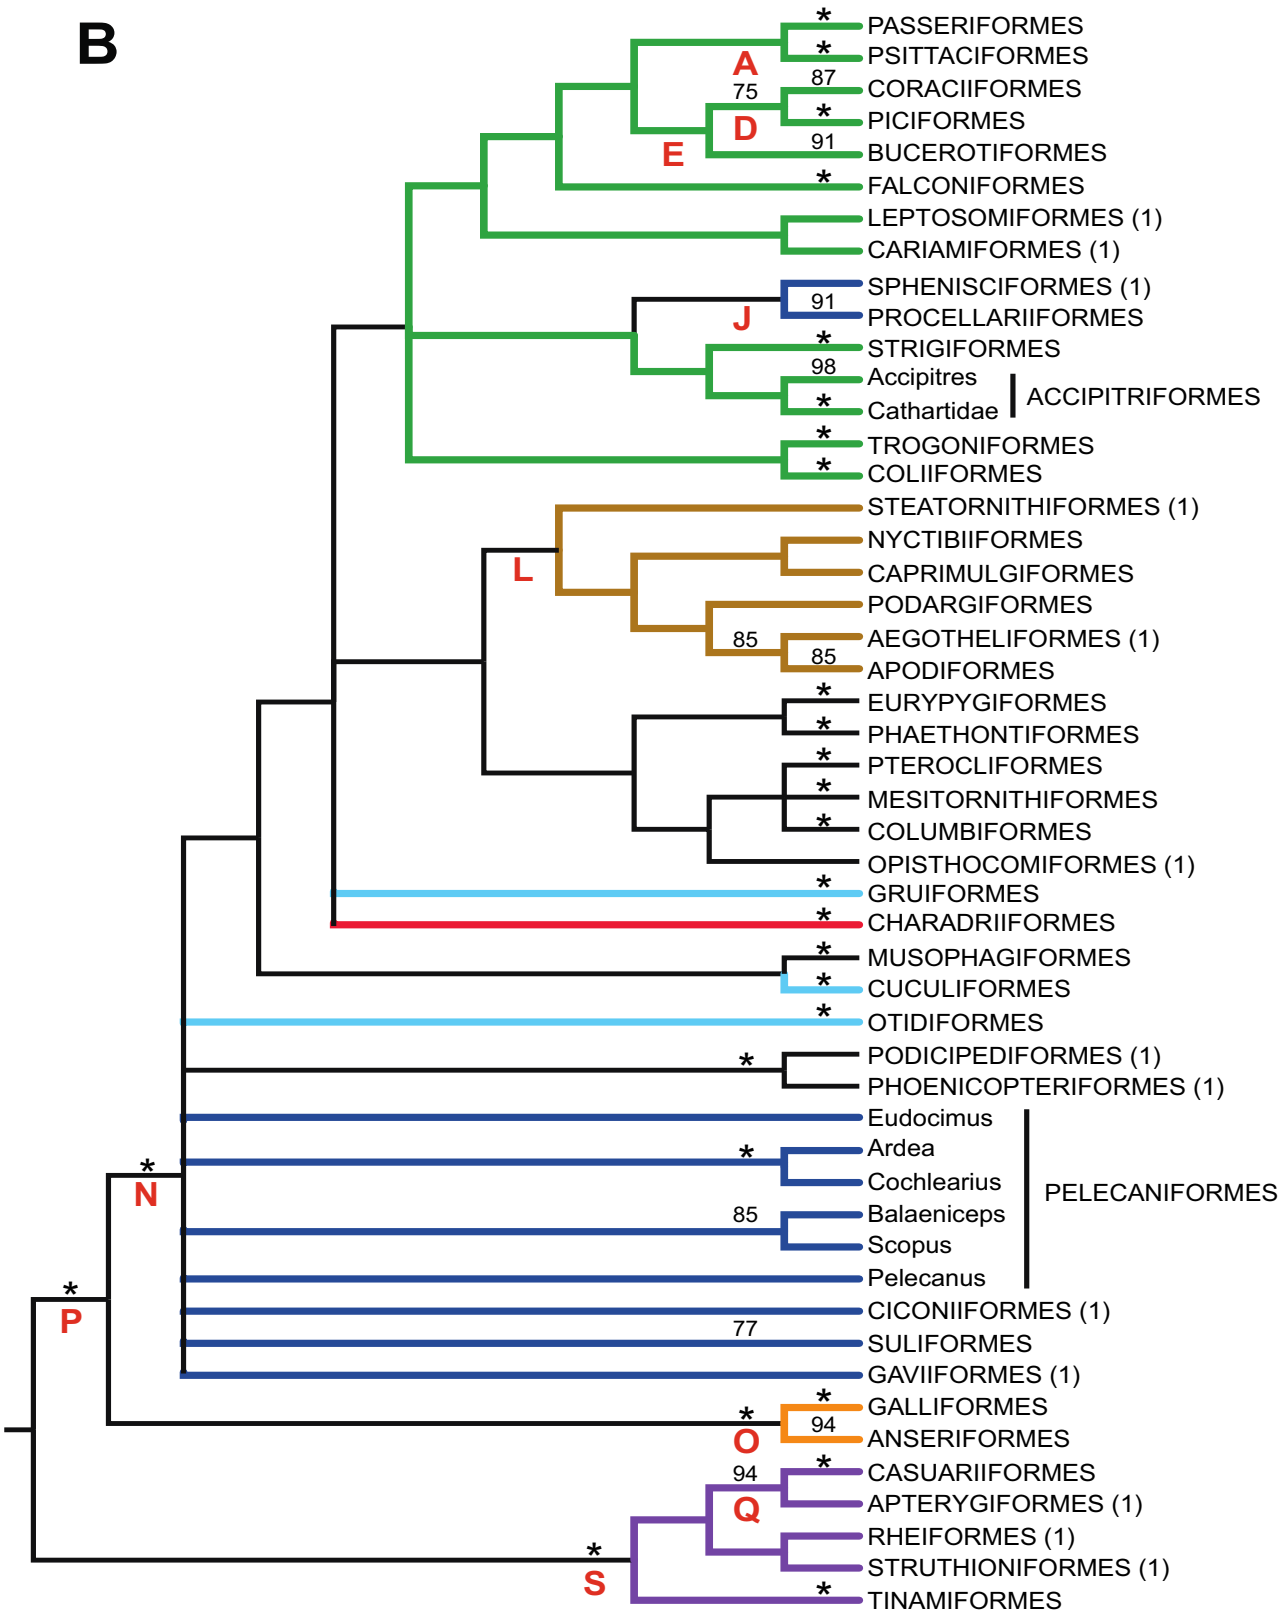 B
*
PASSERIFORMES
*
PSITTACIFORMES
A
87
75
CORACIIFORMES
*
PICIFORMES
D
91
E
BUCEROTIFORMES
*
FALCONIFORMES
LEPTOSOMIFORMES (1)
CARIAMIFORMES (1)
SPHENISCIFORMES (1)
91
J
PROCELLARIIFORMES
*
STRIGIFORMES
98
Accipitres
ACCIPITRIFORMES
*
Cathartidae
*
TROGONIFORMES
*
COLIIFORMES
STEATORNITHIFORMES (1)
NYCTIBIIFORMES
L
CAPRIMULGIFORMES
PODARGIFORMES
85
AEGOTHELIFORMES (1)
85
APODIFORMES
*
EURYPYGIFORMES
*
PHAETHONTIFORMES
*
PTEROCLIFORMES
*
MESITORNITHIFORMES
*
COLUMBIFORMES
OPISTHOCOMIFORMES (1)
*
GRUIFORMES
*
CHARADRIIFORMES
*
MUSOPHAGIFORMES
*
CUCULIFORMES
*
OTIDIFORMES
*
PODICIPEDIFORMES (1)
PHOENICOPTERIFORMES (1)
Eudocimus
*
Ardea
*
N
Cochlearius
PELECANIFORMES
85
Balaeniceps
Scopus
Pelecanus
*
P
CICONIIFORMES (1)
77
SULIFORMES
GAVIIFORMES (1)
*
GALLIFORMES
*
O
94
ANSERIFORMES
*
94
CASUARIIFORMES
Q
APTERYGIFORMES (1)
RHEIFORMES (1)
*
S
STRUTHIONIFORMES (1)
*
TINAMIFORMES